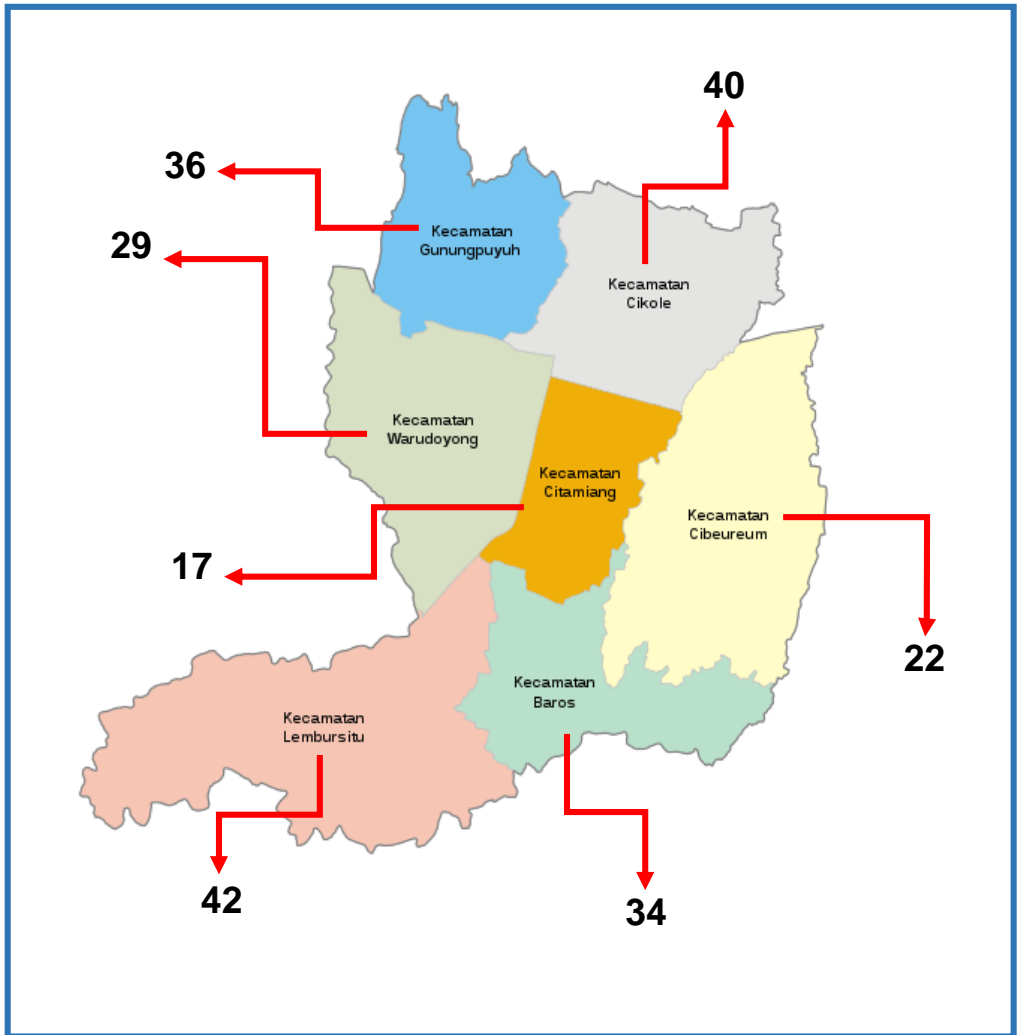 40
36
Kecamatan
Gunungpuyuh
29
Kecamatan
Cikole
Kecamatan
Warudoyong
Kecamatan
Citamiang
Kecamatan
Cibeureum
17
22
Kecamatan
Baros
Kecamatan
Lembursitu
42
34